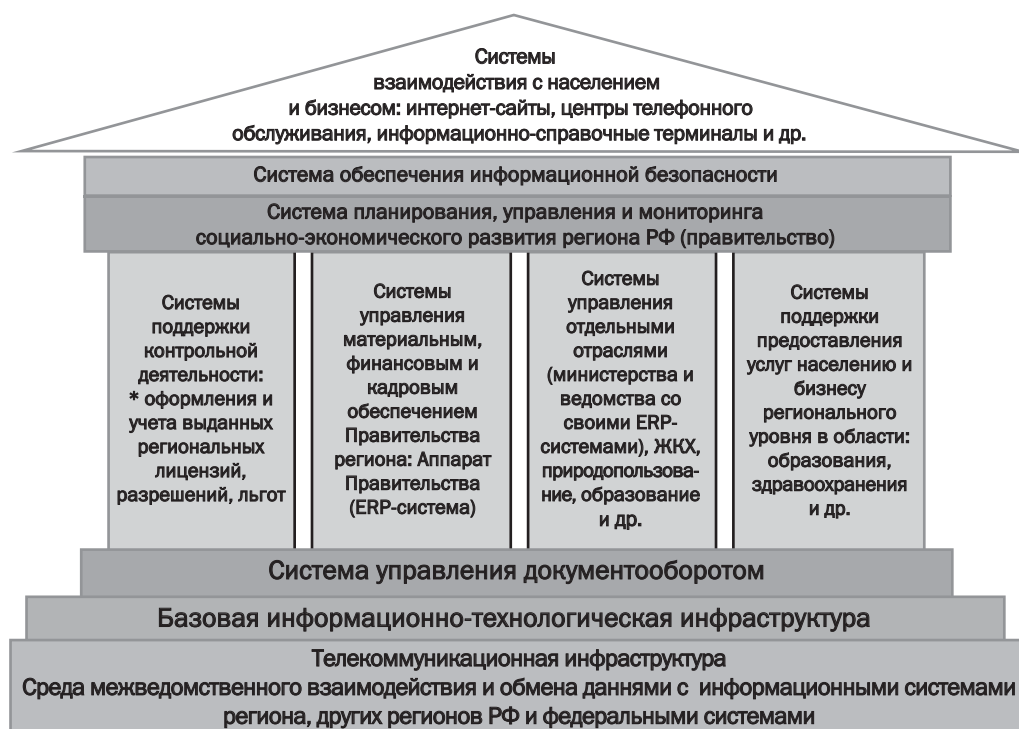 Системы
взаимодействия с населением
и бизнесом: интернет-сайты, центры телефонного
обслуживания, информационно-справочные терминалы и др.
Система обеспечения информационной безопасности
Система планирования, управления и мониторинга
социально-экономического развития региона РФ (правительство)
Системы
поддержки
контрольной
деятельности:
* оформления и
учета выданных
региональных
лицензий,
разрешений, льгот
Системы
управления
материальным,
финансовым и
кадровым
обеспечением
Правительства
региона: Аппарат
Правительства
(ERP-система)
Системы
управления
отдельными
отраслями
(министерства и
ведомства со
своими ERP-
системами), ЖКХ,
природопользова-
ние, образование
и др.
Системы
поддержки
предоставления
услуг населению и
бизнесу
регионального
уровня в области:
образования,
здравоохранения
и др.
Система управления документооборотом
Базовая информационно-технологическая инфраструктура
Телекоммуникационная инфраструктура
Среда межведомственного взаимодействия и обмена даннями с информационными системами
региона, других регионов РФ и федеральными системами